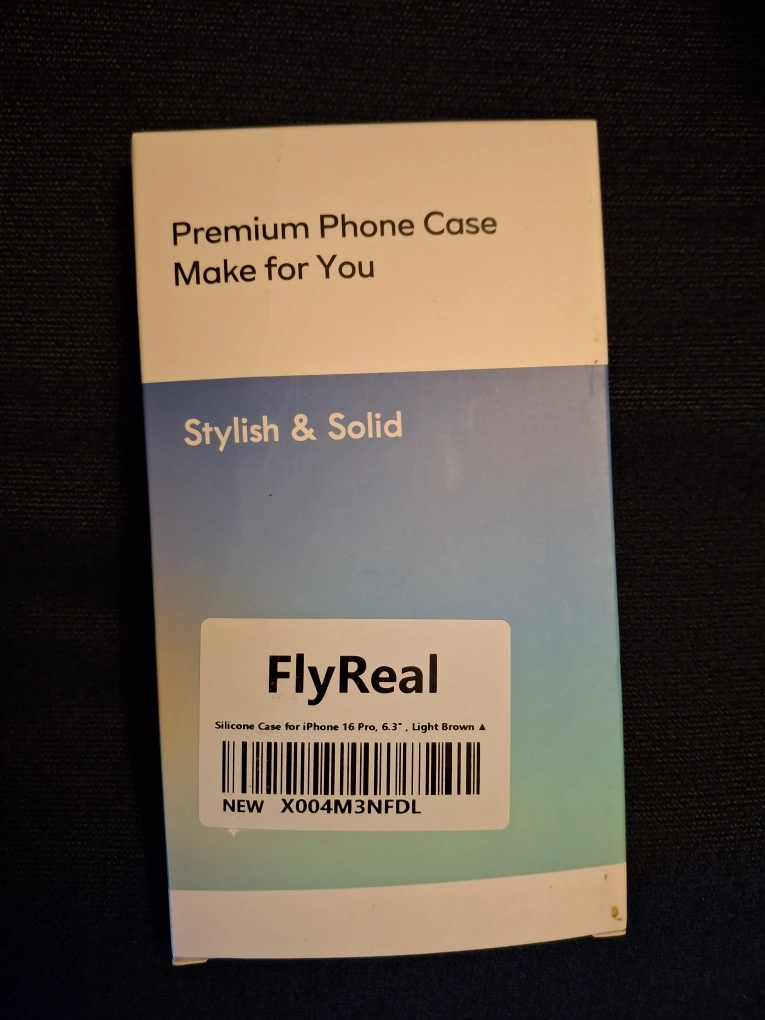 Premium Phone Case
Make for You
Stylish & Solid
FlyReal
Silicone Case for iPhone 16 Pro, 6.3" , Light Brown ▲
NEW X004M3NFDL